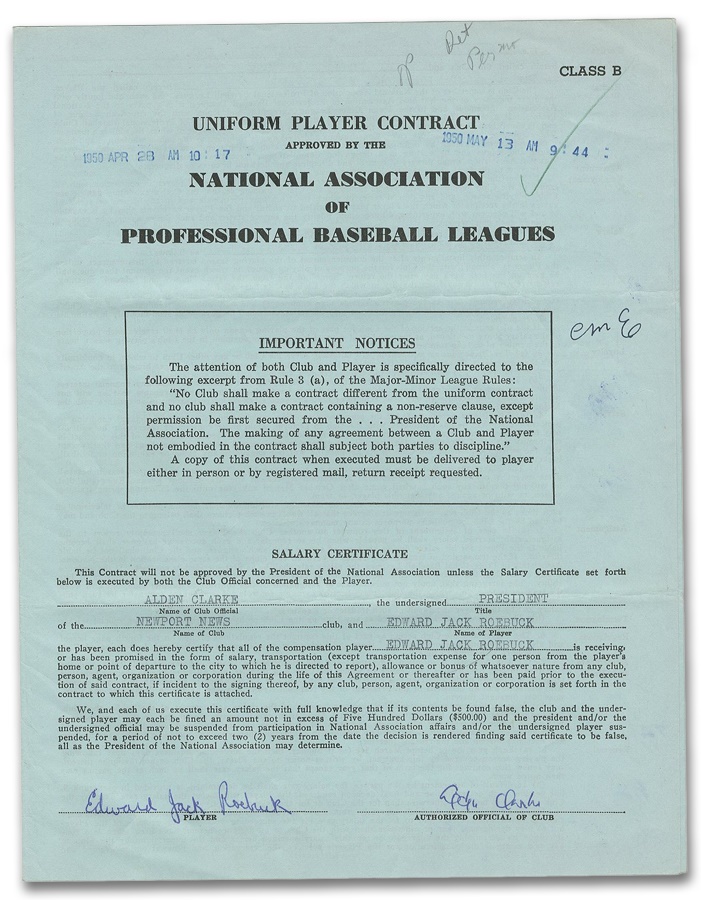 Det
Perms
CLASS B
UNIFORM PLAYER CONTRACT
APPROVED BY THE
1950 APR 28 AM 10:17
1950 MAY 13 AM 9:44
NATIONAL ASSOCIATION
OF
PROFESSIONAL BASEBALL LEAGUES
IMPORTANT NOTICES
The attention of both Club and Player is specifically directed to the
following excerpt from Rule 3 (a), of the Major-Minor League Rules:
"No Club shall make a contract different from the uniform contract
and no club shall make a contract containing a non-reserve clause, except
permission be first secured from the . . . President of the National
Association. The making of any agreement between a Club and Player
not embodied in the contract shall subject both parties to discipline."
A copy of this contract when executed must be delivered to player
either in person or by registered mail, return receipt requested.
SALARY CERTIFICATE
This Contract will not be approved by the President of the National Association unless the Salary Certificate set forth
below is executed by both the Club Official concerned and the Player.
ALDEN CLARKE, the undersigned PRESIDENT
Name of Club Official Title
of the NEWPORT NEWS club, and EDWARD JACK ROEBUCK
Name of Club Name of Player
the player, each does hereby certify that all of the compensation player EDWARD JACK ROEBUCK is receiving,
or has been promised in the form of salary, transportation (except transportation expense for one person from the player's
home or point of departure to the city to which he is directed to report), allowance or bonus of whatsoever nature from any club,
person, agent, organization or corporation during the life of this Agreement or thereafter or has been paid prior to the execu-
tion of said contract, if incident to the signing thereof, by any club, person, agent, organization or corporation is set forth in the
contract to which this certificate is attached.
We, and each of us execute this certificate with full knowledge that if its contents be found false, the club and the under-
signed player may each be fined an amount not in excess of Five Hundred Dollars ($500.00) and the president and/or the
undersigned official may be suspended from participation in National Association affairs and/or the undersigned player sus-
pended, for a period of not to exceed two (2) years from the date the decision is rendered finding said certificate to be false,
all as the President of the National Association may determine.
Edward Jack Roebuck
Alden Clarke
PLAYER
AUTHORIZED OFFICIAL OF CLUB